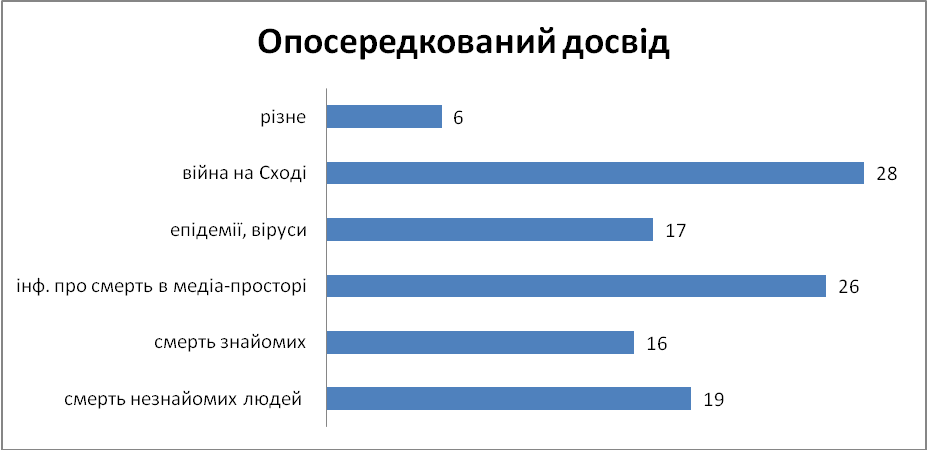 Опосередкований досвід
різне 6
війна на Сході 28
епідемії, віруси 17
інф. про смерть в медіа-просторі 26
смерть знайомих 16
смерть незнайомих людей 19